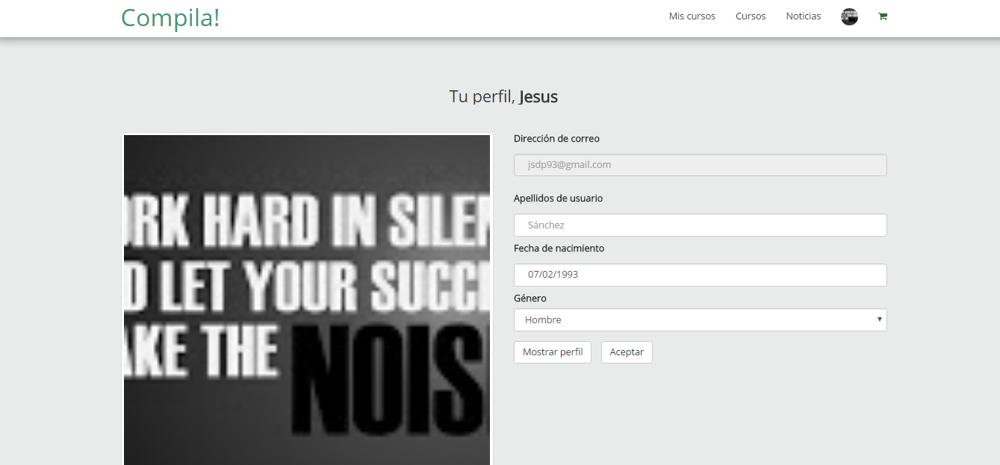 Compila!
Mis cursos Cursos Noticias
Tu perfil, Jesus
ORK HARD IN SILEN
D LET YOUR SUCCE
AKE THE NOIS
Dirección de correo
jsdp93@gmail.com
Apellidos de usuario
Sánchez
Fecha de nacimiento
07/02/1993
Género
Hombre
Mostrar perfil Aceptar